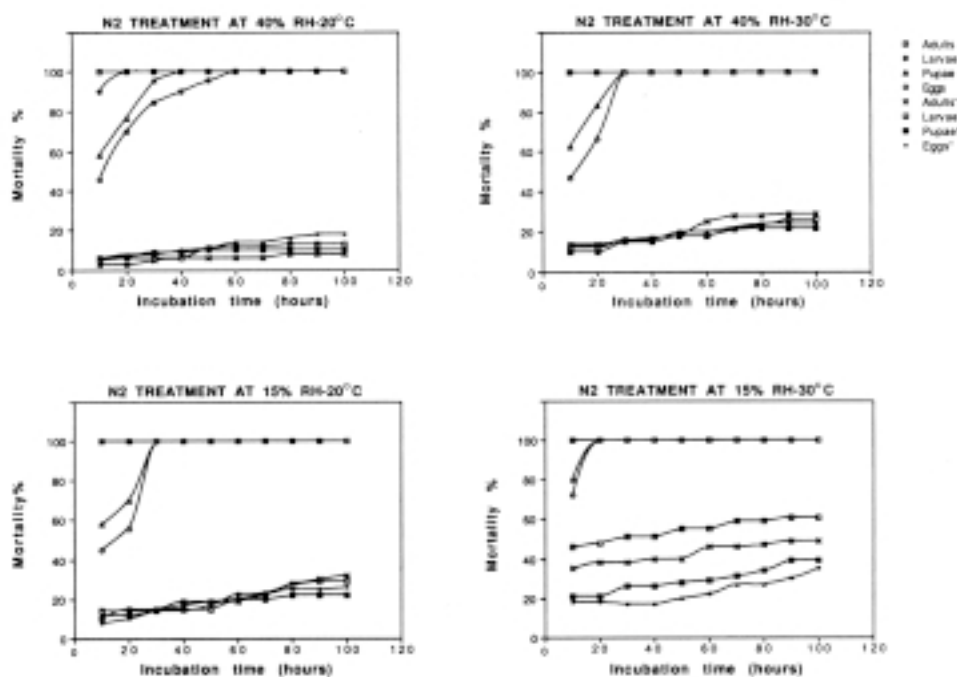 N2 TREATMENT AT 40% RH-20°C
Mortality %
100
80
60
40
20
0
0 20 40 60 80 100 120
Incubation time (hours)
N2 TREATMENT AT 40% RH-30°C
Mortality %
100
80
60
40
20
0
0 20 40 60 80 100 120
Incubation time (hours)
Adults
Larvae
Pupae
Eggs
Adults*
Larvae*
Pupae*
Eggs*
N2 TREATMENT AT 15% RH-20°C
Mortality%
100
80
60
40
20
0
0 20 40 60 80 100 120
Incubation time (hours)
N2 TREATMENT AT 15% RH-30°C
Mortality %
100
80
60
40
20
0
0 20 40 60 80 100 120
Incubation time (hours)